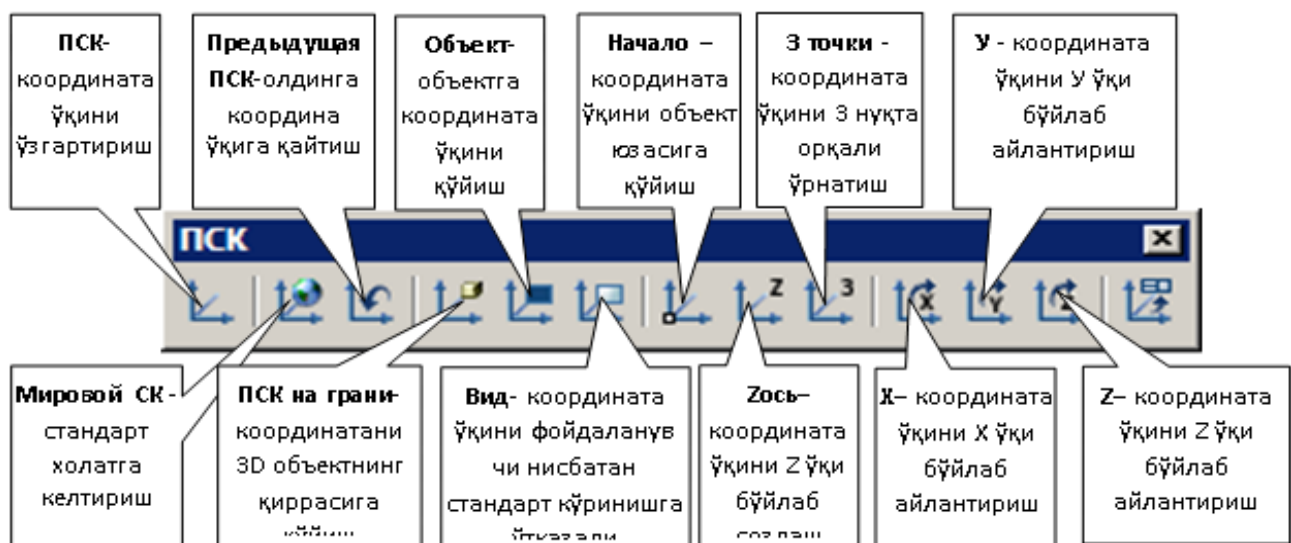 ПСК-
координата
ўқини
ўзгартириш
Предыдущая
ПСК-олдинга
координа
ўқига қайтиш
Объект-
объектга
координата
ўқини
қўйиш
Начало –
координата
ўқини объект
юзасига
қўйиш
3 точки -
координата
ўқини 3 нуқта
орқали
ўрнатиш
У - координата
ўқини У ўқи
бўйлаб
айлантириш
ПСК
Z
3
X
Y
Z
Мировой СК-
стандарт
холатга
келтириш
ПСК на грани-
координатани
3D объектнинг
қиррасига
Вид- координата
ўқини фойдаланув
чи нисбатан
стандарт кўринишга
ўтказади
Zось–
координата
ўқини Z ўқи
бўйлаб
созлаш
X– координата
ўқини X ўқи
бўйлаб
айлантириш
Z– координата
ўқини Z ўқи
бўйлаб
айлантириш